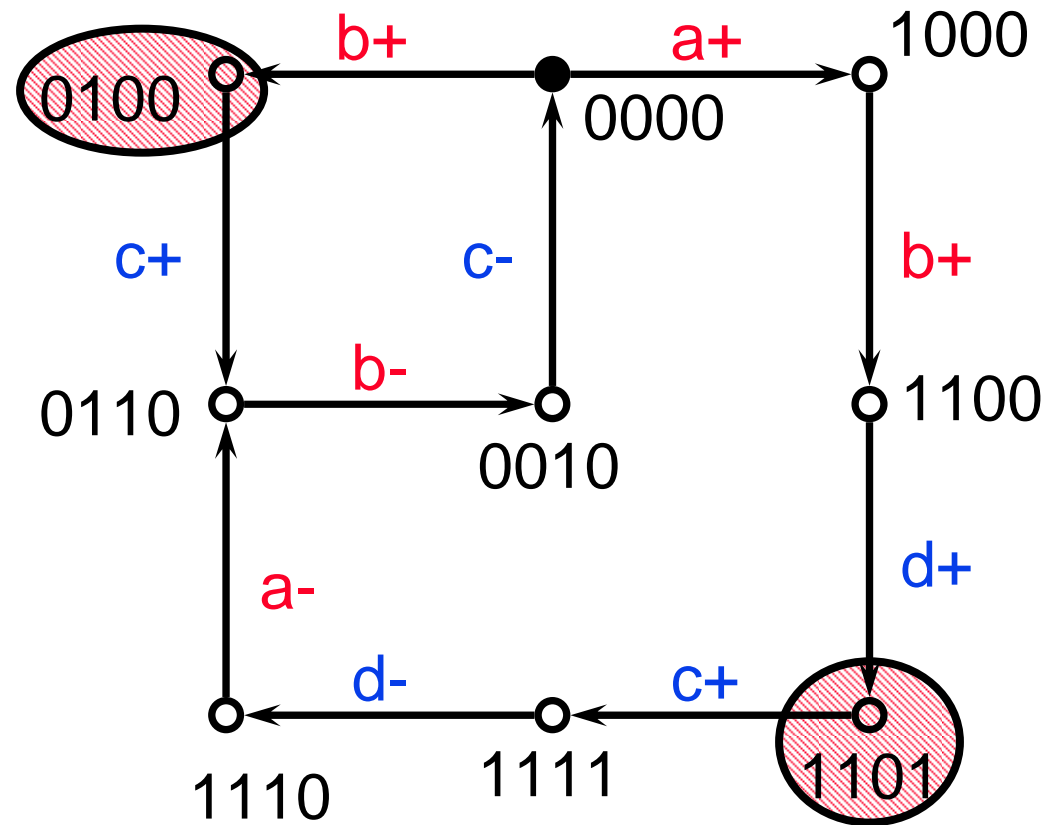 b+ a+ 1000
0100 0000
c+ c- b+
b-
0110 1100
0010
a- d+
d- c+
1110 1111 1101